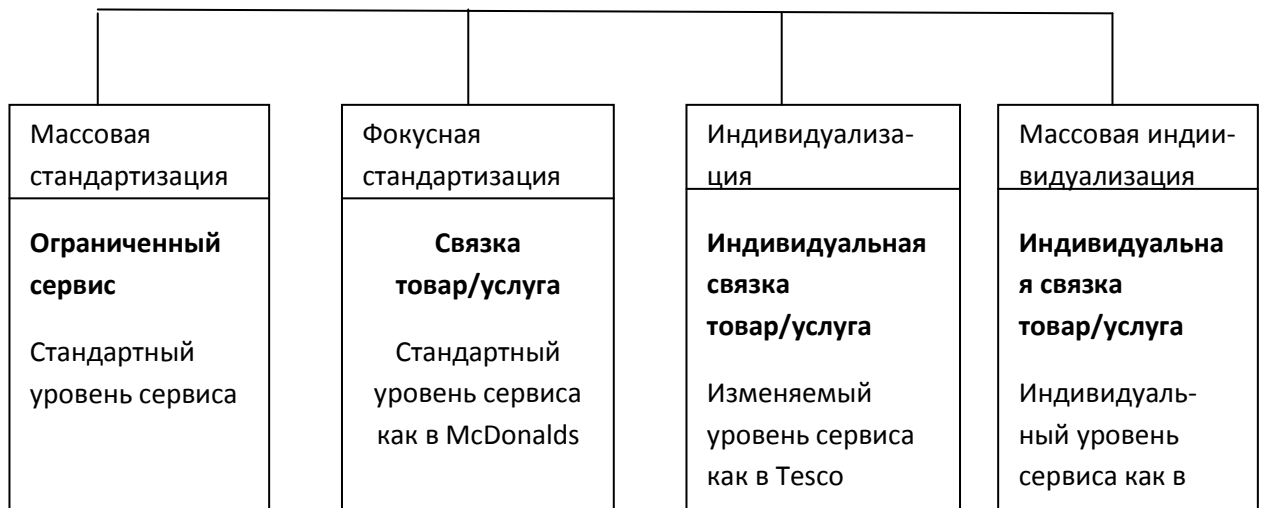 Массовая
стандартизация
Ограниченный
сервис
Стандартный
уровень сервиса
Фокусная
стандартизация
Связка
товар/услуга
Стандартный
уровень сервиса
как в McDonalds
Индивидуализа-
ция
Индивидуальная
связка
товар/услуга
Изменяемый
уровень сервиса
как в Tesco
Массовая индии-
видуализация
Индивидуальна
я связка
товар/услуга
Индивидуаль-
ный уровень
сервиса как в